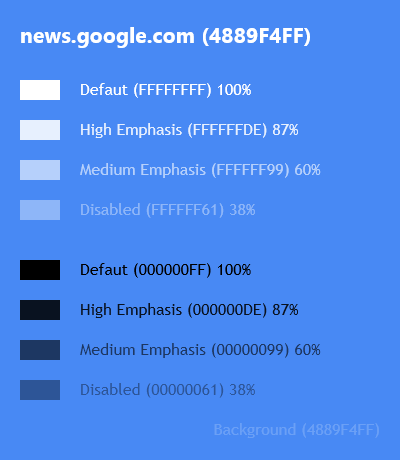 news.google.com (4889F4FF)
Defaut (FFFFFFFF) 100%
High Emphasis (FFFFFFDE) 87%
Medium Emphasis (FFFFFF99) 60%
Disabled (FFFFFF61) 38%
Defaut (000000FF) 100%
High Emphasis (000000DE) 87%
Medium Emphasis (00000099) 60%
Disabled (00000061) 38%
Background (4889F4FF)